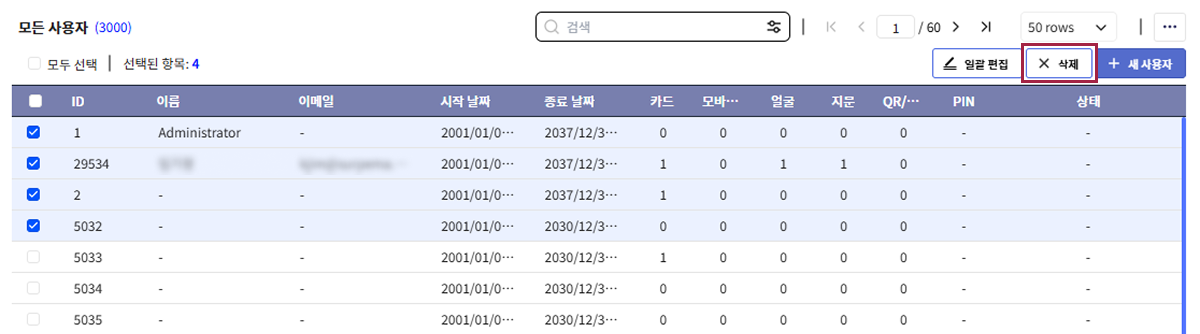 모든 사용자 (3000) 검색 1 / 60 50 rows
모두 선택 선택된 항목: 4 일괄 편집 삭제 새 사용자
ID 이름 이메일 시작 날짜 종료 날짜 카드 모바⋯ 얼굴 지문 QR/⋯ PIN 상태
1 Administrator - 2001/01/0⋯ 2037/12/3⋯ 0 0 0 0 0 - -
29534 2001/01/0⋯ 2037/12/3⋯ 1 0 1 1 0 - -
2 - - 2001/01/0⋯ 2037/12/3⋯ 1 0 0 0 0 - -
5032 - - 2001/01/0⋯ 2030/12/3⋯ 0 0 0 0 0 - -
5033 - - 2001/01/0⋯ 2030/12/3⋯ 1 0 0 0 0 - -
5034 - - 2001/01/0⋯ 2030/12/3⋯ 0 0 0 0 0 - -
5035 - - 2001/01/0⋯ 2030/12/3⋯ 0 0 0 0 0 - -